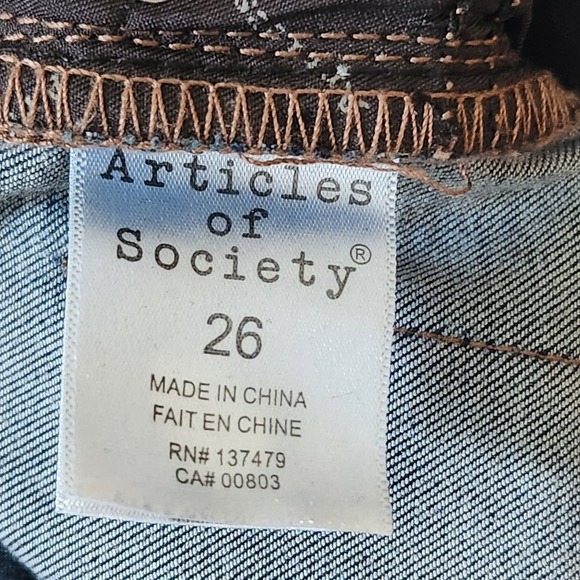 Articles
of
Society®
26
MADE IN CHINA
FAIT EN CHINE
RN# 137479
CA# 00803